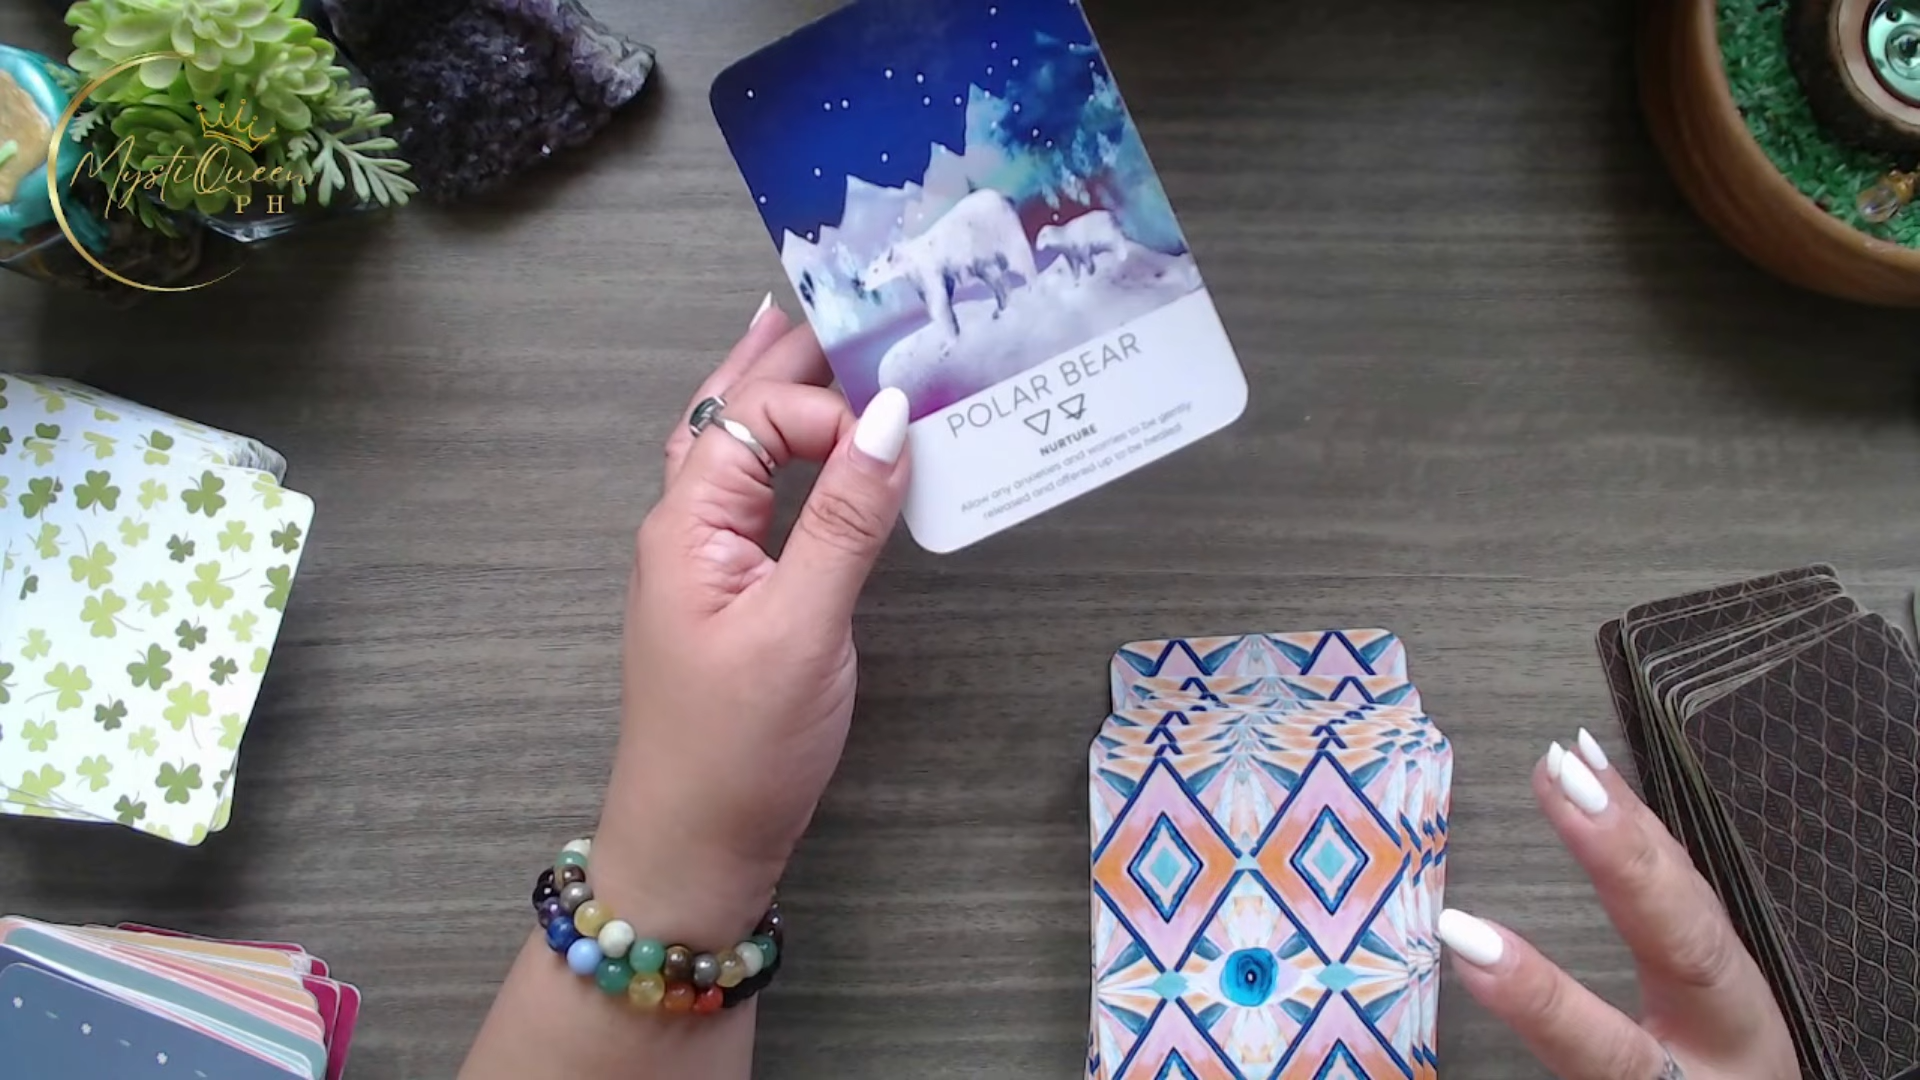 MystiQueen
PH
POLAR BEAR
NURTURE
Allow any anxieties and worries to be gently
released and offered up to be healed